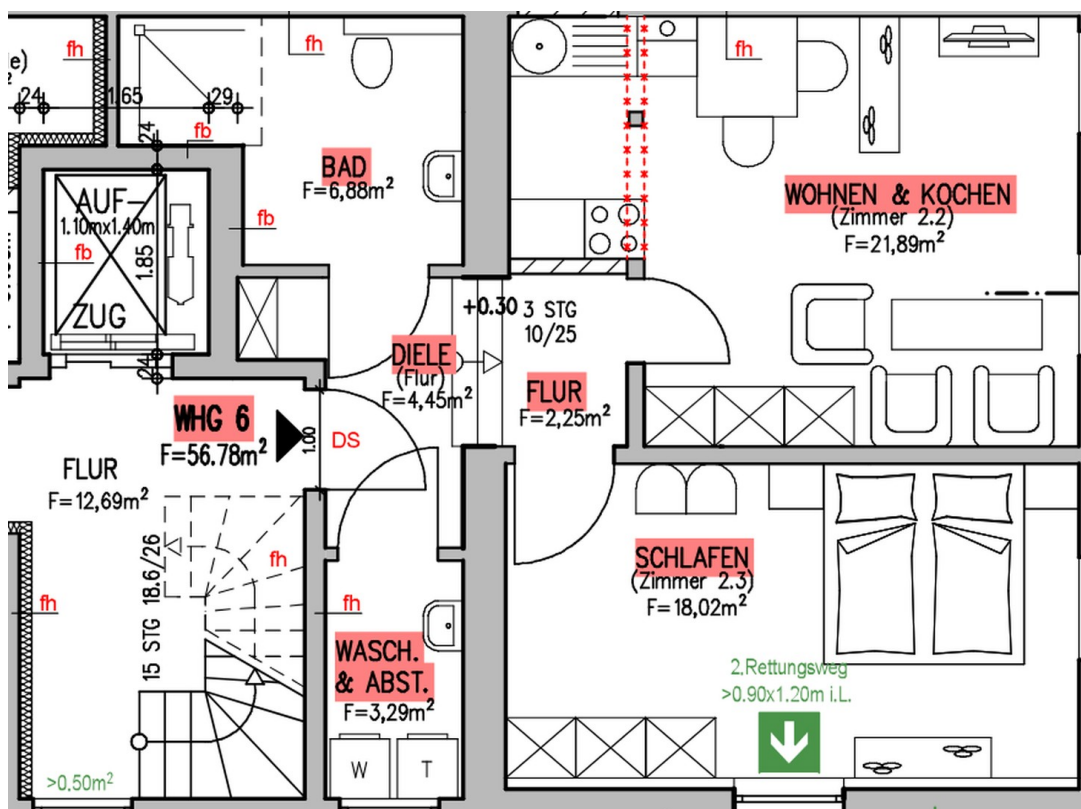 fh
fh
fh
e)
24
1.65
29
24
fb
BAD
F=6,88m²
WOHNEN & KOCHEN
(Zimmer 2.2)
F=21,89m²
AUF-
1.10mx1.40m
fb
fb
1.85
ZUG
+0.30 3 STG
10/25
DIELE
(Flur)
F=4,45m²
24
FLUR
F=2,25m²
WHG 6
F=56.78m²
1.00
DS
FLUR
F=12,69m²
15 STG 18.6/26
fh
fh
fh
SCHLAFEN
(Zimmer 2.3)
F=18,02m²
WASCH.
& ABST.
F=3,29m²
2.Rettungsweg
>0.90x1.20m i.L.
W
T
>0.50m²